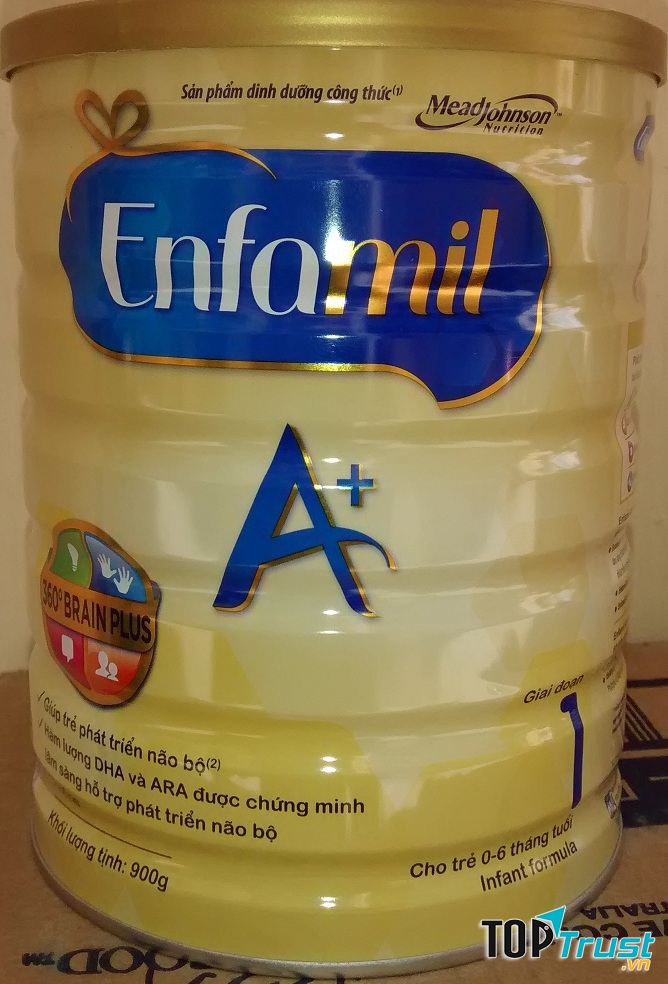 Sản phẩm dinh dưỡng công thức(1)
MeadJohnson™
Nutrition
Enfamil
A+
360° BRAIN PLUS
Giúp trẻ phát triển não bộ(2)
Hàm lượng DHA và ARA được chứng minh
lâm sàng hỗ trợ phát triển não bộ
Khối lượng tịnh: 900g
Giai đoạn
1
Cho trẻ 0-6 tháng tuổi
Infant formula
TOPTrust
.vn